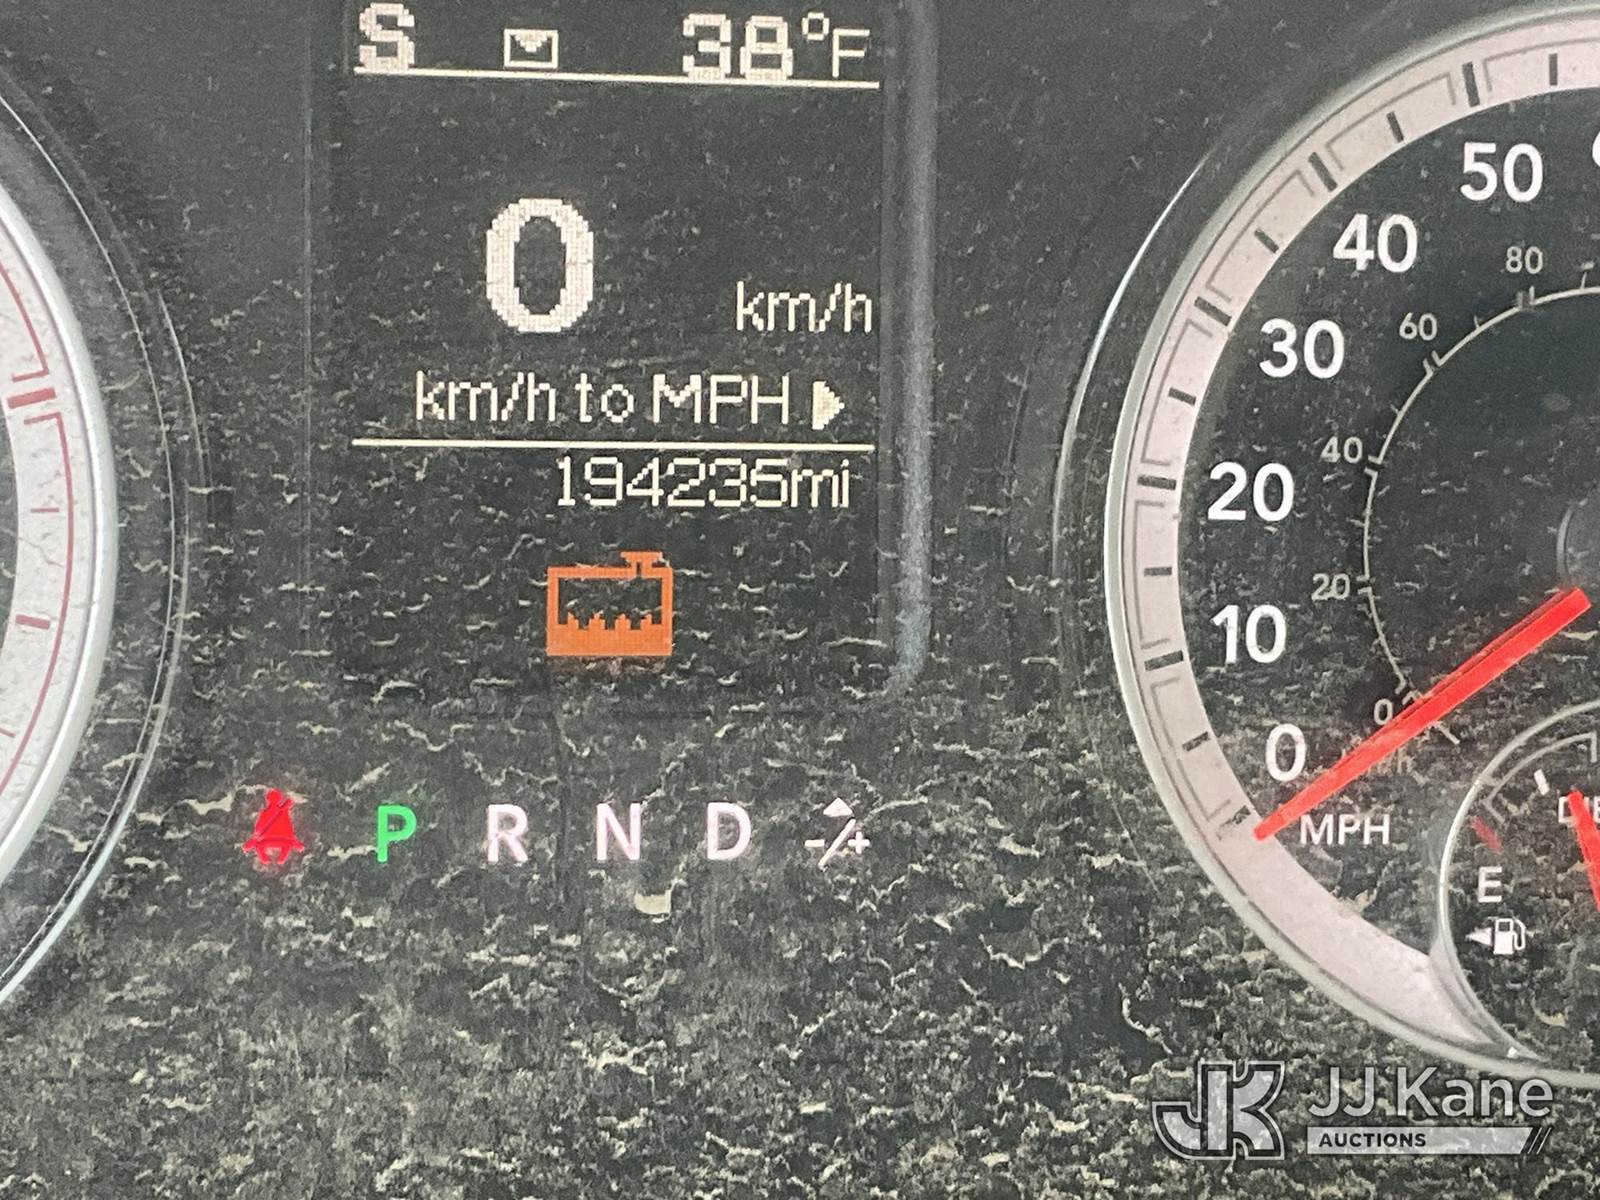 S 38°F
0 km/h
km/h to MPH
194235mi
P R N D -/+
50
40
30
20
10
0
MPH
80
60
40
20
0
E
JJ Kane
AUCTIONS